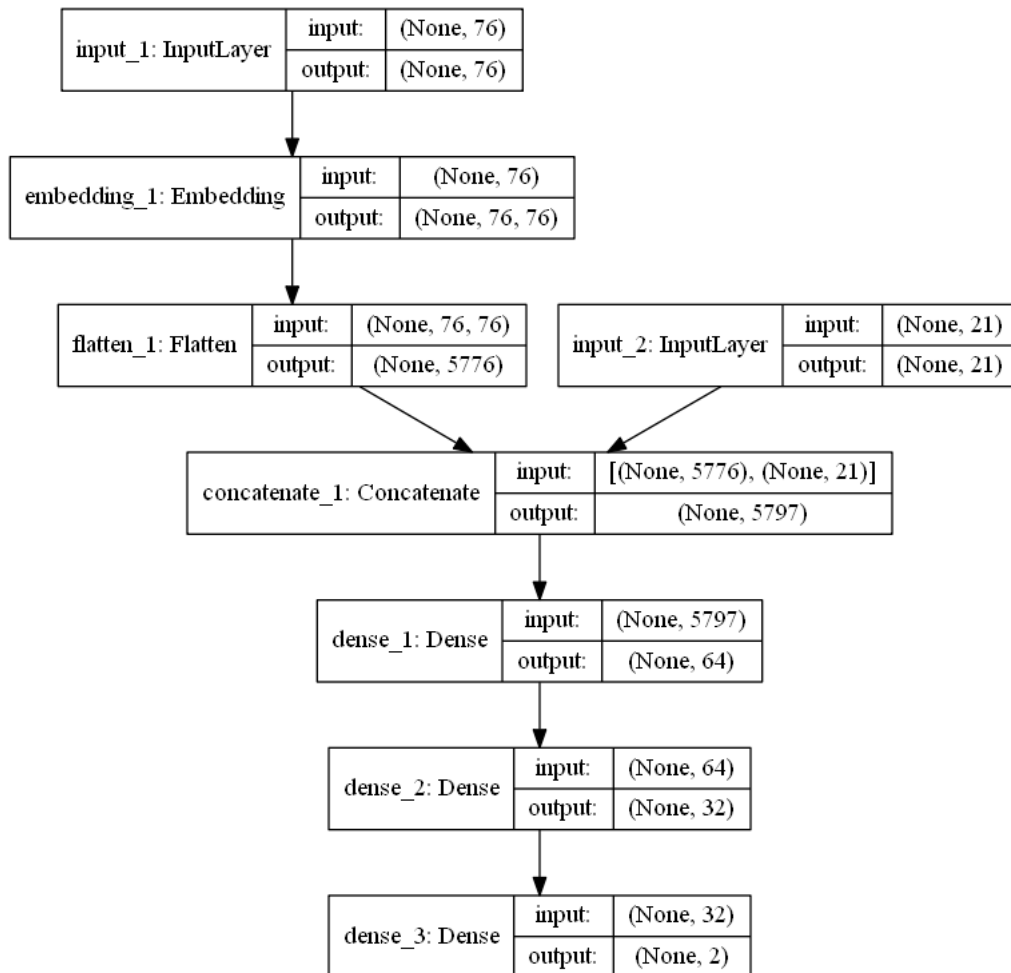 input_1: InputLayer
input: (None, 76)
output: (None, 76)
embedding_1: Embedding
input: (None, 76)
output: (None, 76, 76)
flatten_1: Flatten
input: (None, 76, 76)
output: (None, 5776)
input_2: InputLayer
input: (None, 21)
output: (None, 21)
concatenate_1: Concatenate
input: [(None, 5776), (None, 21)]
output: (None, 5797)
dense_1: Dense
input: (None, 5797)
output: (None, 64)
dense_2: Dense
input: (None, 64)
output: (None, 32)
dense_3: Dense
input: (None, 32)
output: (None, 2)